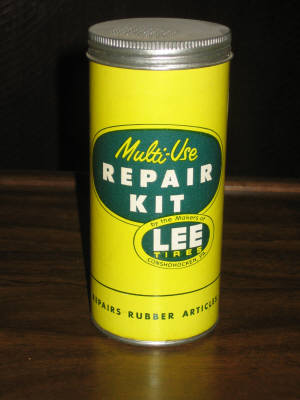 Multi-Use
REPAIR
KIT
by the Makers of
LEE
TIRES
CONSHOHOCKEN, PA.
REPAIRS RUBBER ARTICLES